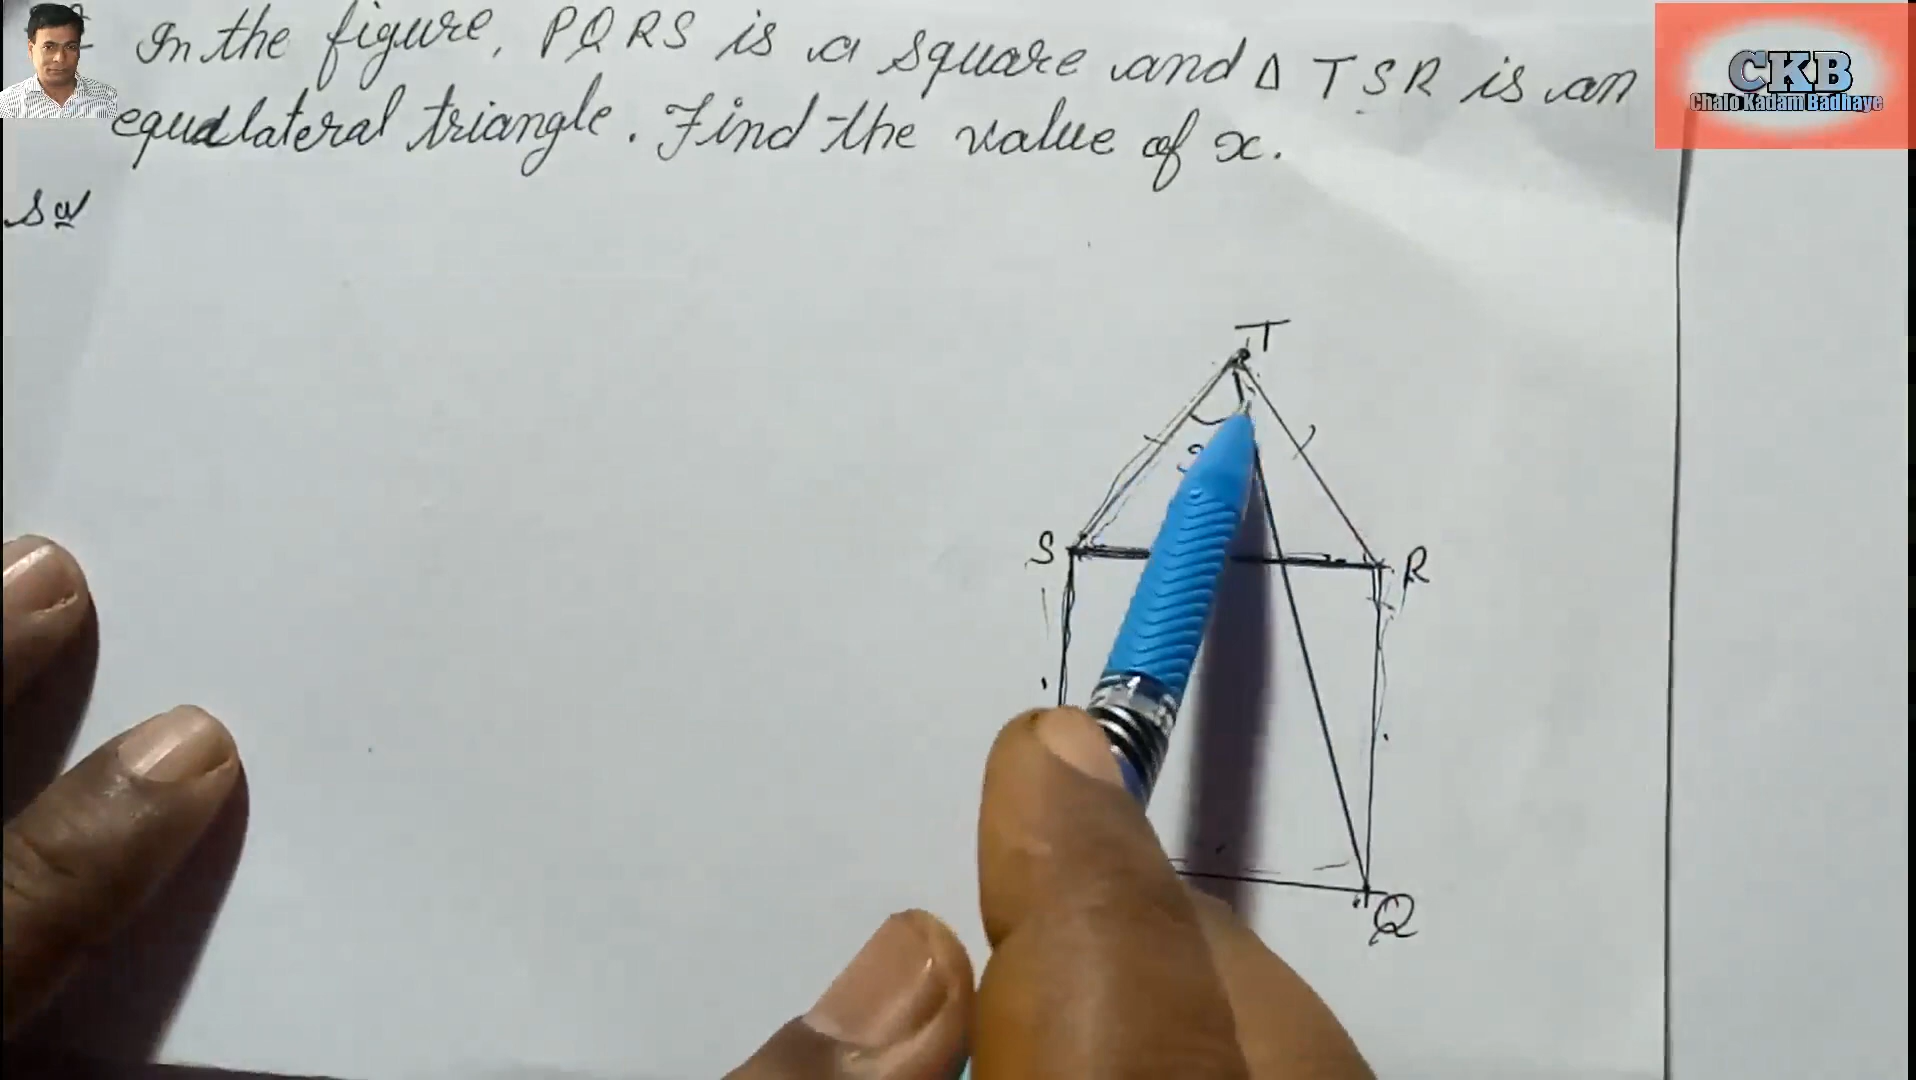 In the figure, PQRS is a square and Δ TSR is an
equalateral triangle. Find the value of x.
Sol
CKB
Chalo Kadam Badhaye
T
S
R
Q